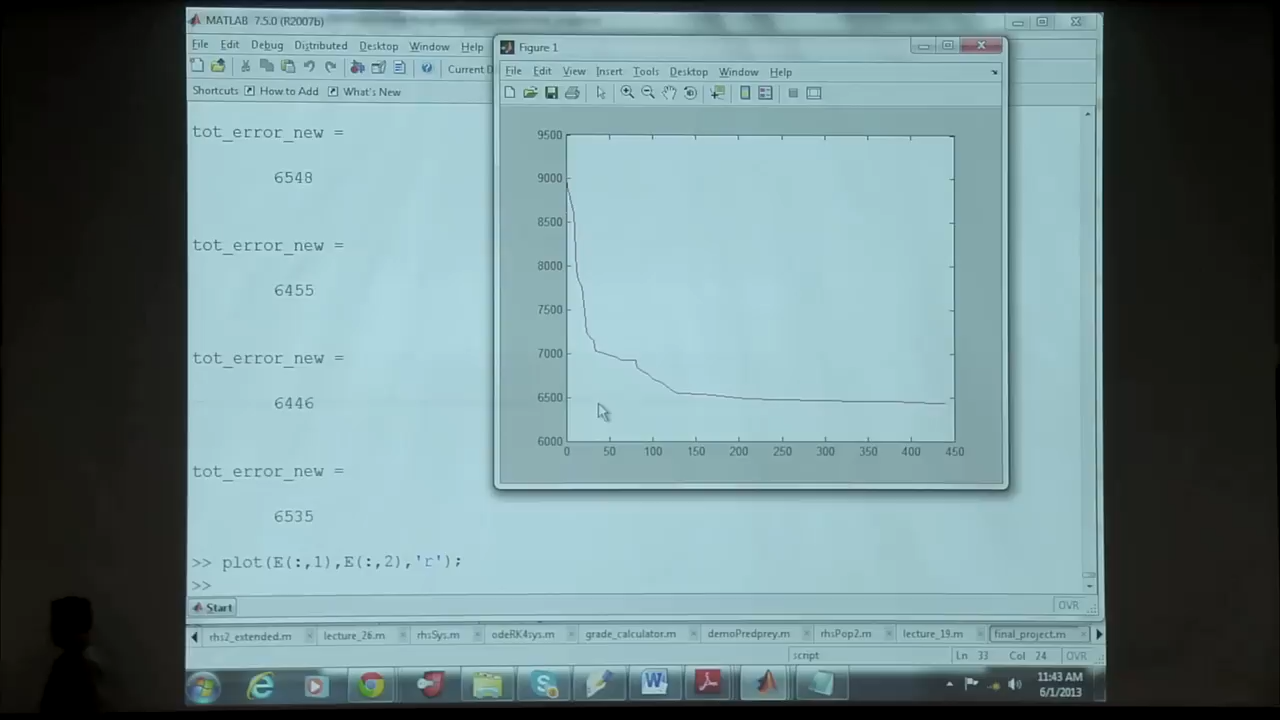 MATLAB 7.5.0 (R2007b)
File Edit Debug Distributed Desktop Window Help
Current D
Shortcuts How to Add What's New
tot_error_new =
6548
tot_error_new =
6455
tot_error_new =
6446
tot_error_new =
6535
>> plot(E(:,1),E(:,2),'r');
>>
Figure 1
File Edit View Insert Tools Desktop Window Help
9500
9000
8500
8000
7500
7000
6500
6000
0 50 100 150 200 250 300 350 400 450
Start
OVR
rhs2_extended.m lecture_26.m rhsSys.m odeRK4sys.m grade_calculator.m demoPredprey.m rhsPop2.m lecture_19.m final_project.m
script Ln 33 Col 24 OVR
11:43 AM
6/1/2013